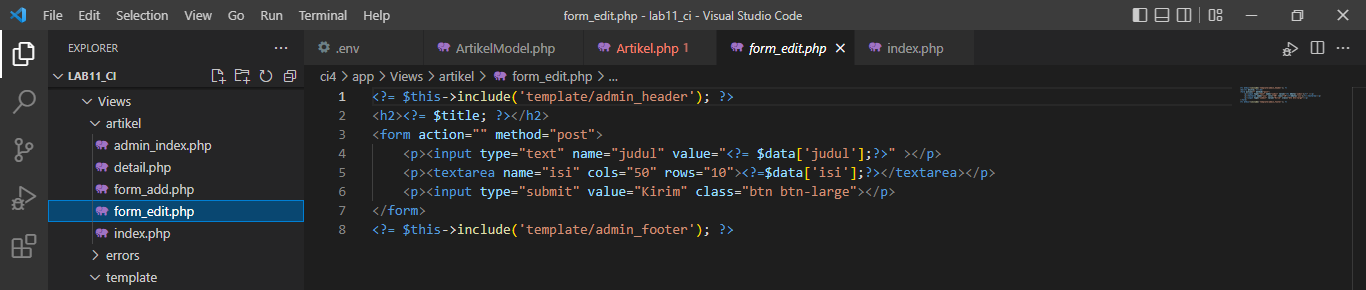 File Edit Selection View Go Run Terminal Help form_edit.php - lab11_ci - Visual Studio Code
EXPLORER ... .env ArtikelModel.php Artikel.php 1 form_edit.php index.php
LAB11_CI
Views
artikel
admin_index.php
detail.php
form_add.php
form_edit.php
index.php
errors
template
ci4 > app > Views > artikel > form_edit.php > ...
1 <?= $this->include('template/admin_header'); ?>
2 <h2><?= $title; ?></h2>
3 <form action="" method="post">
4 <p><input type="text" name="judul" value="<?= $data['judul'];?>" ></p>
5 <p><textarea name="isi" cols="50" rows="10"><?=$data['isi'];?></textarea></p>
6 <p><input type="submit" value="Kirim" class="btn btn-large"></p>
7 </form>
8 <?= $this->include('template/admin_footer'); ?>